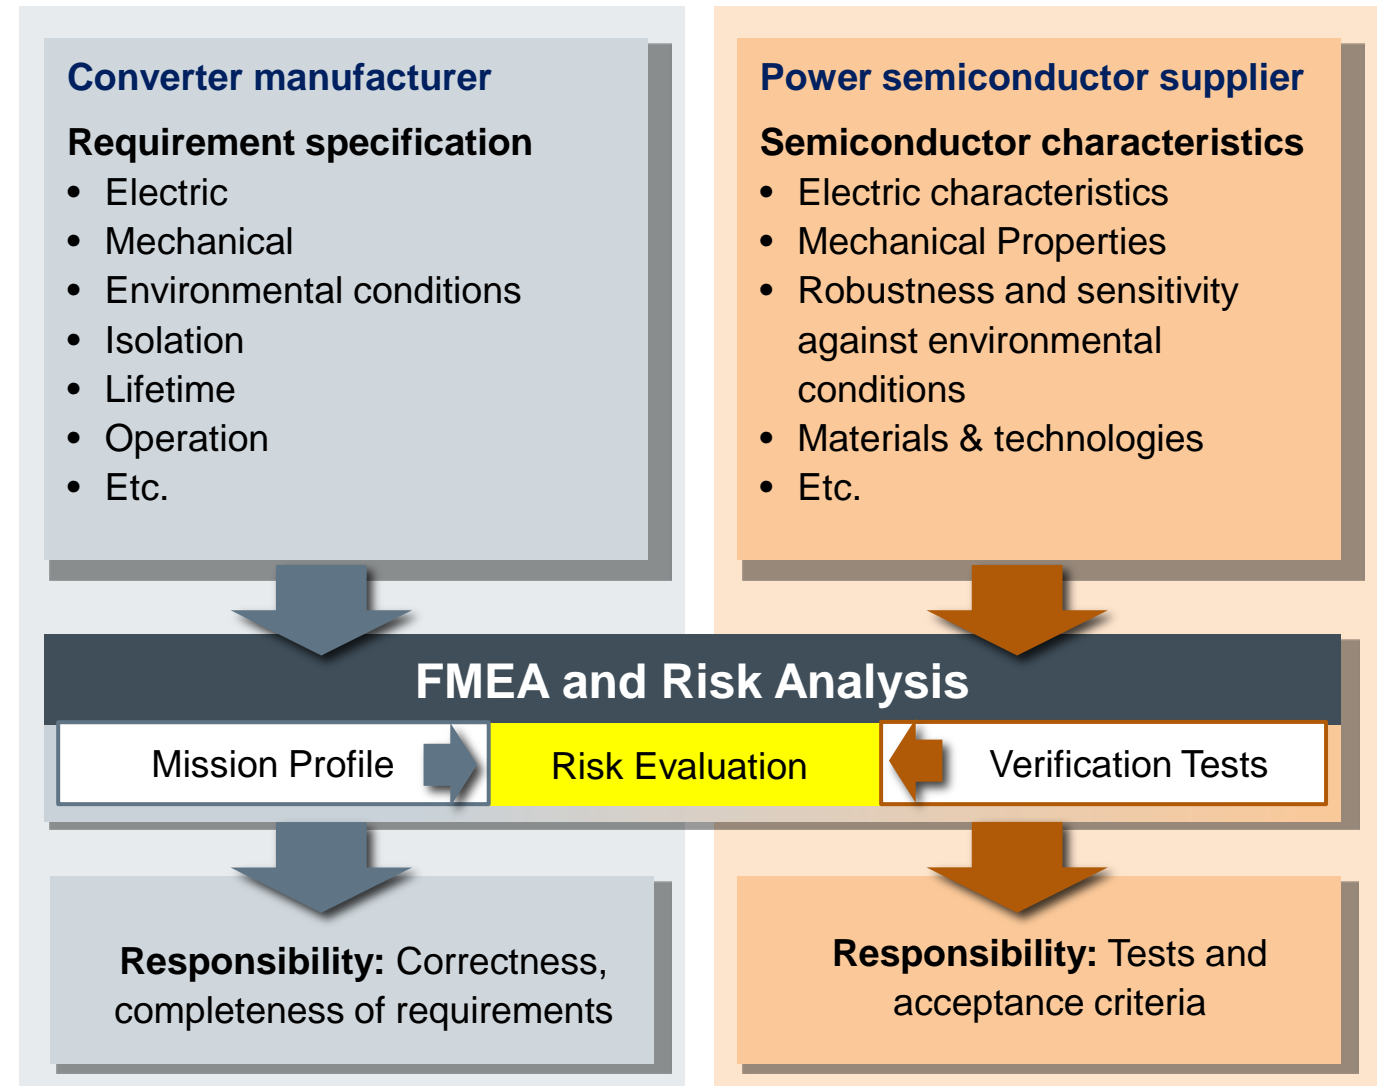 Converter manufacturer
Requirement specification
• Electric
• Mechanical
• Environmental conditions
• Isolation
• Lifetime
• Operation
• Etc.
Power semiconductor supplier
Semiconductor characteristics
• Electric characteristics
• Mechanical Properties
• Robustness and sensitivity
against environmental
conditions
• Materials & technologies
• Etc.
FMEA and Risk Analysis
Mission Profile
Risk Evaluation
Verification Tests
Responsibility: Correctness,
completeness of requirements
Responsibility: Tests and
acceptance criteria